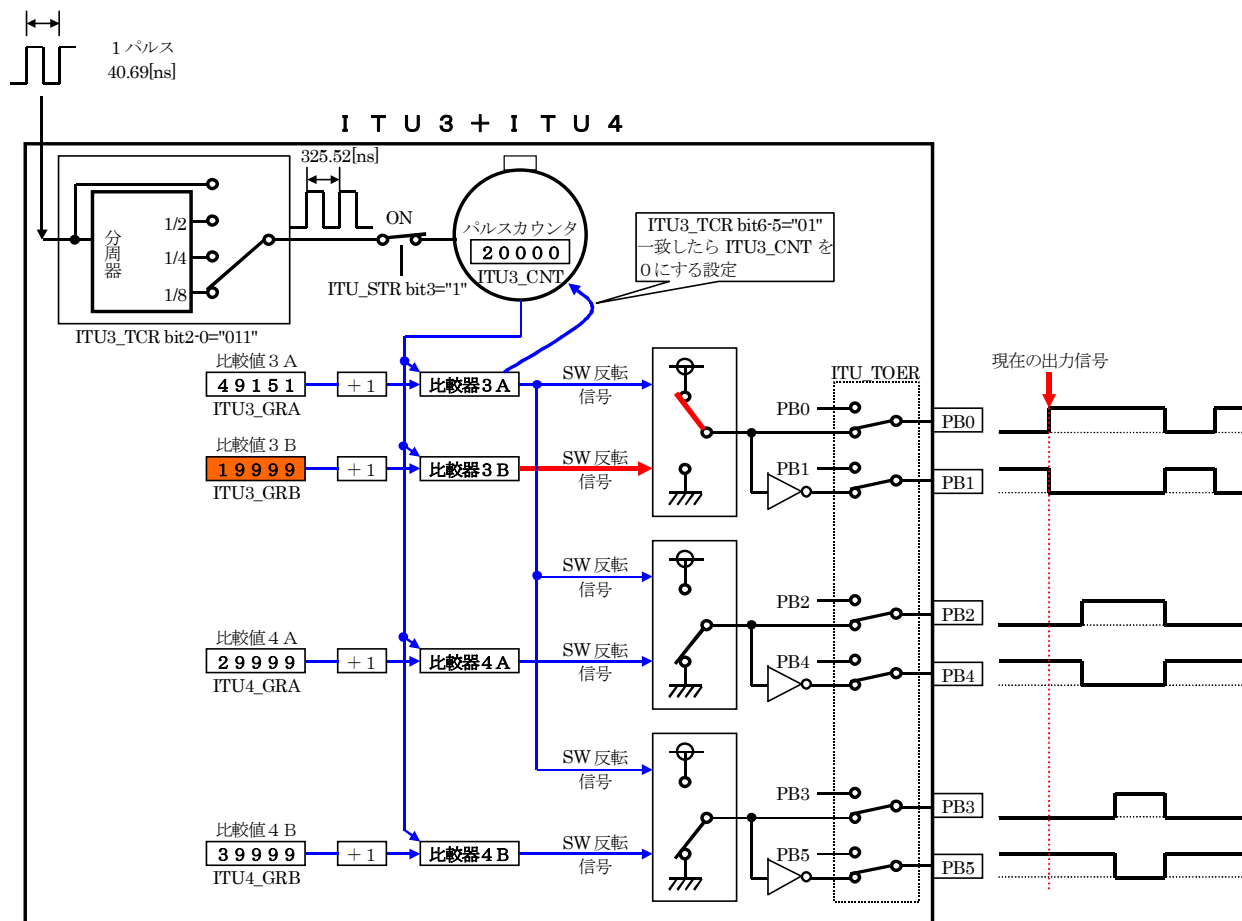 1 パルス
40.69[ns]
ＩＴＵ３＋ＩＴＵ４
325.52[ns]
分周器
1/2
1/4
1/8
ITU3_TCR bit2-0="011"
ON
ITU_STR bit3="1"
パルスカウンタ
２００００
ITU3_CNT
ITU3_TCR bit6-5="01"
一致したら ITU3_CNT を
０にする設定
比較値３A
４９１５１
ITU3_GRA
＋1
比較器３A
SW 反転
信号
比較値３B
１９９９９
ITU3_GRB
＋1
比較器３B
SW 反転
信号
SW 反転
信号
比較値４A
２９９９９
ITU4_GRA
＋1
比較器４A
SW 反転
信号
SW 反転
信号
比較値４B
３９９９９
ITU4_GRB
＋1
比較器４B
SW 反転
信号
ITU_TOER
PB0
PB0
PB1
PB1
PB2
PB2
PB4
PB4
PB3
PB3
PB5
PB5
現在の出力信号